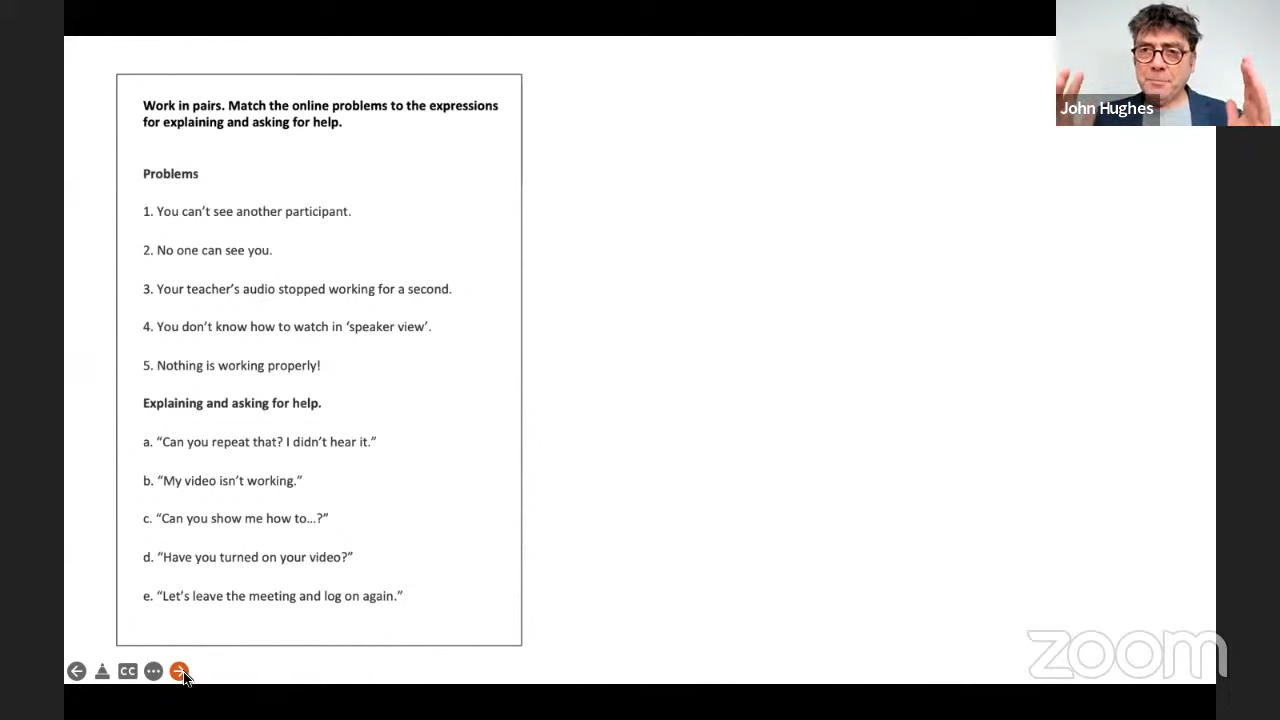 John Hughes
Work in pairs. Match the online problems to the expressions
for explaining and asking for help.
Problems
1. You can’t see another participant.
2. No one can see you.
3. Your teacher’s audio stopped working for a second.
4. You don’t know how to watch in ‘speaker view’.
5. Nothing is working properly!
Explaining and asking for help.
a. “Can you repeat that? I didn’t hear it.”
b. “My video isn’t working.”
c. “Can you show me how to…?”
d. “Have you turned on your video?”
e. “Let’s leave the meeting and log on again.”
CC
zoom